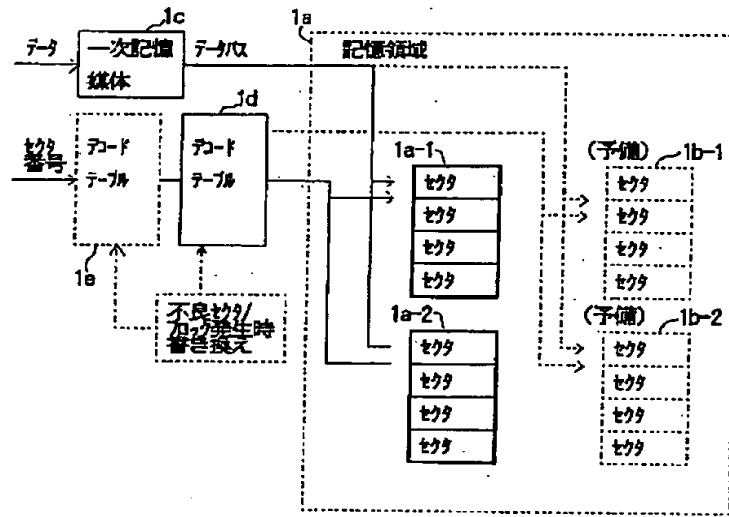 1c
1a
データ
一次記憶
媒体
データバス
記憶領域
1d
セクタ
番号
デコード
テーブル
デコード
テーブル
1e
不良セクタ/
ブロック発生時
書き換え
1a-1
セクタ
セクタ
セクタ
セクタ
1a-2
セクタ
セクタ
セクタ
セクタ
(予備)
1b-1
セクタ
セクタ
セクタ
セクタ
(予備)
1b-2
セクタ
セクタ
セクタ
セクタ